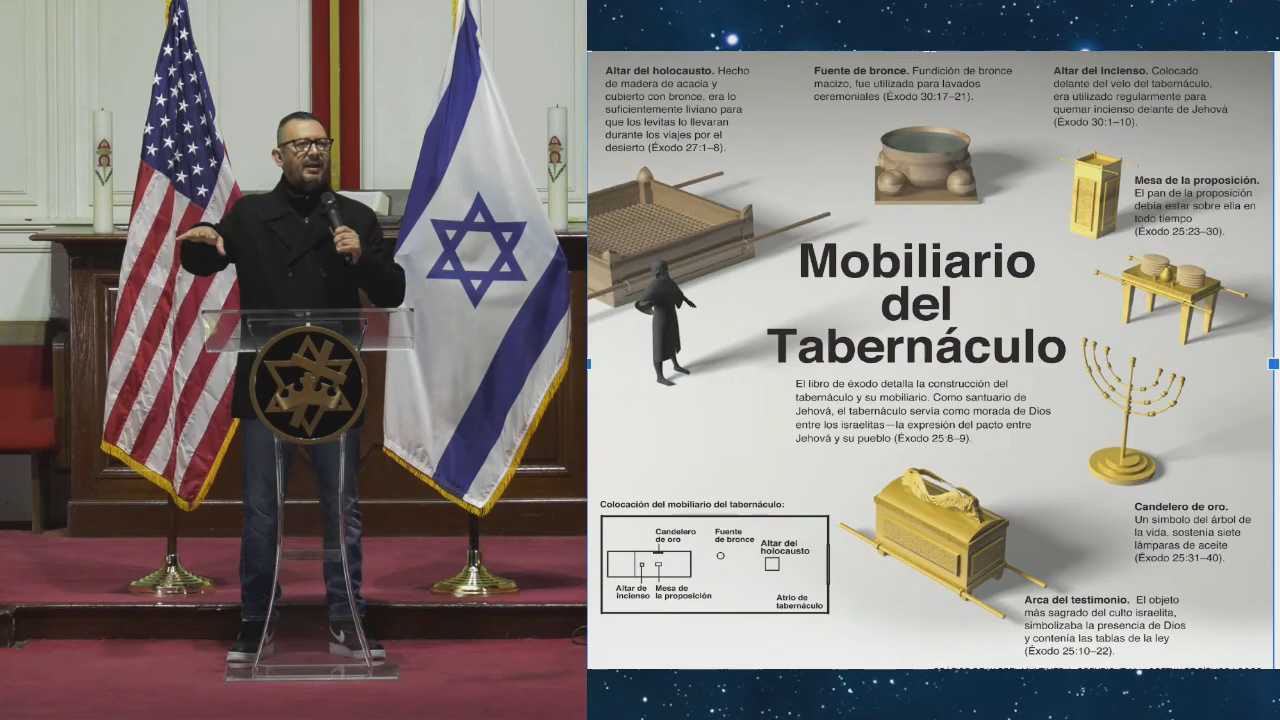 Altar del holocausto. Hecho
de madera de acacia y
cubierto con bronce, era lo
suficientemente liviano para
que los levitas lo llevaran
durante los viajes por el
desierto (Éxodo 27:1–8).
Fuente de bronce. Fundición de bronce
macizo, fue utilizada para lavados
ceremoniales (Éxodo 30:17–21).
Altar del incienso. Colocado
delante del velo del tabernáculo,
era utilizado regularmente para
quemar incienso delante de Jehová
(Éxodo 30:1–10).
Mesa de la proposición.
El pan de la proposición
debía estar sobre ella en
todo tiempo
(Éxodo 25:23–30).
Mobiliario
del
Tabernáculo
El libro de éxodo detalla la construcción del
tabernáculo y su mobiliario. Como santuario de
Jehová, el tabernáculo servía como morada de Dios
entre los israelitas—la expresión del pacto entre
Jehová y su pueblo (Éxodo 25:8–9).
Candelero de oro.
Un símbolo del árbol de
la vida, sostenía siete
lámparas de aceite
(Éxodo 25:31–40).
Arca del testimonio. El objeto
más sagrado del culto israelita,
simbolizaba la presencia de Dios
y contenía las tablas de la ley
(Éxodo 25:10–22).
Colocación del mobiliario del tabernáculo:
Candelero
de oro
Fuente
de bronce
Altar del
holocausto
Altar de
incienso
Mesa de
la proposición
Atrio de
tabernáculo